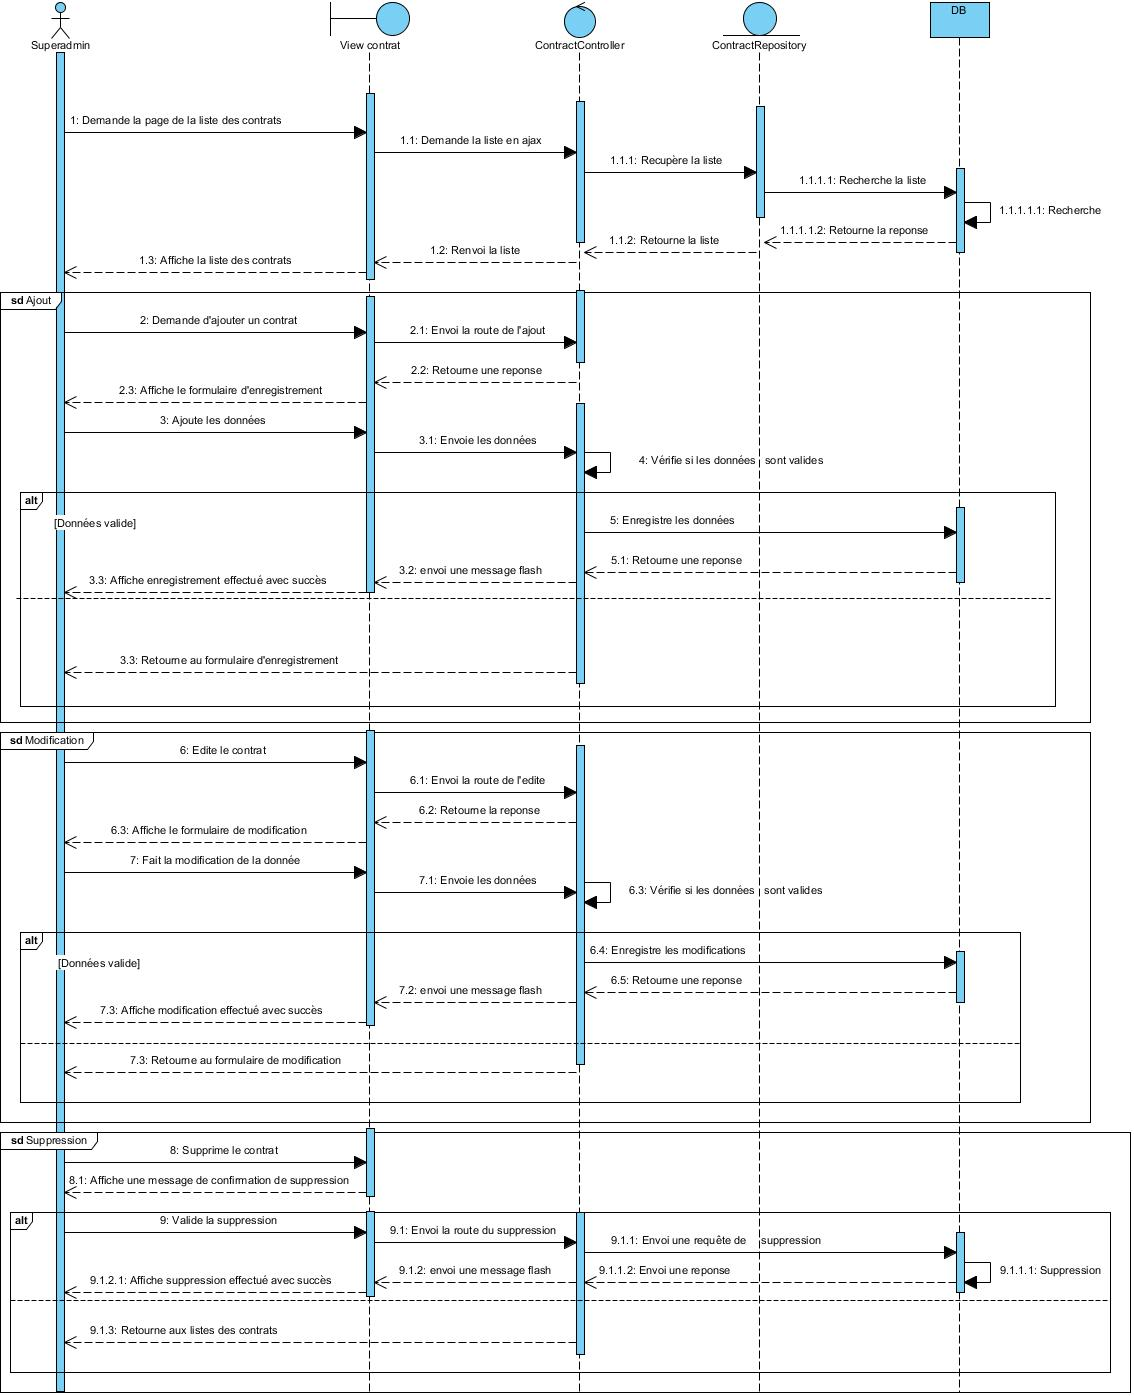 Superadmin
View contrat
ContractController
ContractRepository
DB
1: Demande la page de la liste des contrats
1.1: Demande la liste en ajax
1.1.1: Recupère la liste
1.1.1.1: Recherche la liste
1.1.1.1.1: Recherche
1.1.1.1.2: Retourne la reponse
1.1.2: Retourne la liste
1.2: Renvoi la liste
1.3: Affiche la liste des contrats
sd Ajout
2: Demande d'ajouter un contrat
2.1: Envoi la route de l'ajout
2.2: Retourne une reponse
2.3: Affiche le formulaire d'enregistrement
3: Ajoute les données
3.1: Envoie les données
4: Vérifie si les données sont valides
alt
[Données valide]
5: Enregistre les données
5.1: Retourne une reponse
3.2: envoi une message flash
3.3: Affiche enregistrement effectué avec succès
3.3: Retourne au formulaire d'enregistrement
sd Modification
6: Edite le contrat
6.1: Envoi la route de l'edite
6.2: Retourne la reponse
6.3: Affiche le formulaire de modification
7: Fait la modification de la donnée
7.1: Envoie les données
6.3: Vérifie si les données sont valides
alt
[Données valide]
6.4: Enregistre les modifications
6.5: Retourne une reponse
7.2: envoi une message flash
7.3: Affiche modification effectué avec succès
7.3: Retourne au formulaire de modification
sd Suppression
8: Supprime le contrat
8.1: Affiche une message de confirmation de suppression
alt
9: Valide la suppression
9.1: Envoi la route du suppression
9.1.1: Envoi une requête de suppression
9.1.1.1: Suppression
9.1.1.2: Envoi une reponse
9.1.2: envoi une message flash
9.1.2.1: Affiche suppression effectué avec succès
9.1.3: Retourne aux listes des contrats